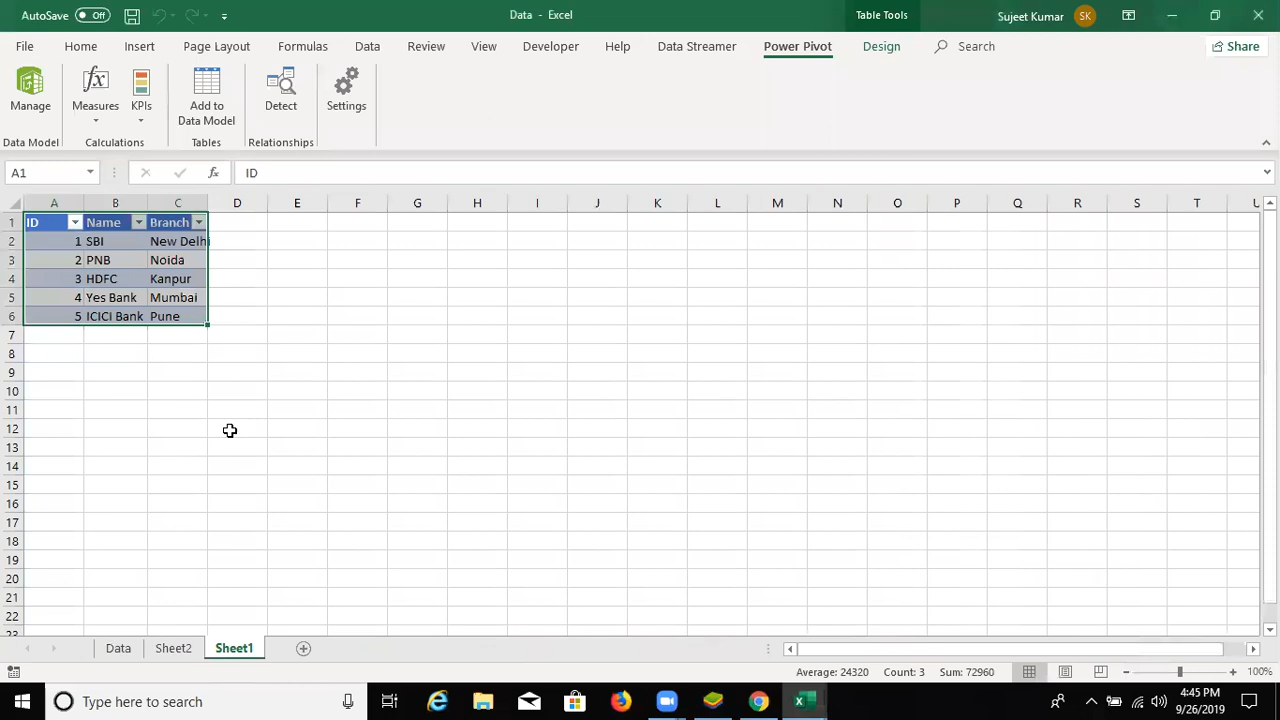 AutoSave Off Data - Excel Table Tools Sujeet Kumar SK
File Home Insert Page Layout Formulas Data Review View Developer Help Data Streamer Power Pivot Design Search Share
Manage Measures KPIs Add to Data Model Detect Settings
Data Model Calculations Tables Relationships
A1 fx ID
A B C D E F G H I J K L M N O P Q R S T U
1 ID Name Branch
2 1 SBI New Delhi
3 2 PNB Noida
4 3 HDFC Kanpur
5 4 Yes Bank Mumbai
6 5 ICICI Bank Pune
7
8
9
10
11
12
13
14
15
16
17
18
19
20
21
22
23
Data Sheet2 Sheet1
Average: 24320 Count: 3 Sum: 72960 100%
Type here to search 4:45 PM
9/26/2019